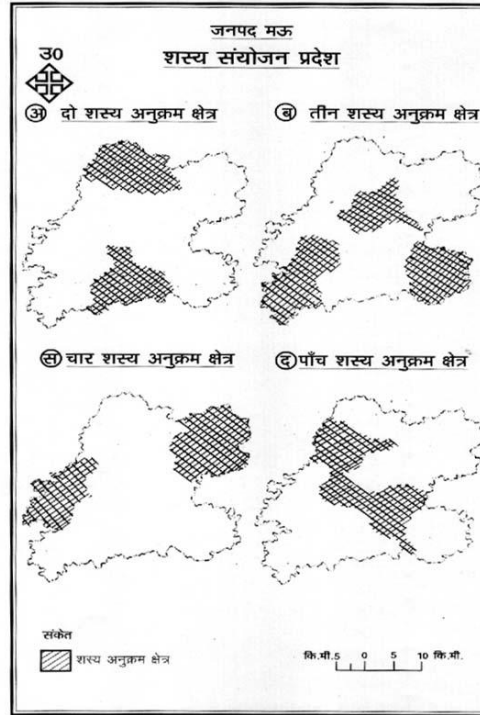 जनपद मऊ
शस्य संयोजन प्रदेश
उ0
अ दो शस्य अनुक्रम क्षेत्र
ब तीन शस्य अनुक्रम क्षेत्र
स चार शस्य अनुक्रम क्षेत्र
द पाँच शस्य अनुक्रम क्षेत्र
संकेत
शस्य अनुक्रम क्षेत्र
कि.मी. 5 0 5 10 कि.मी.